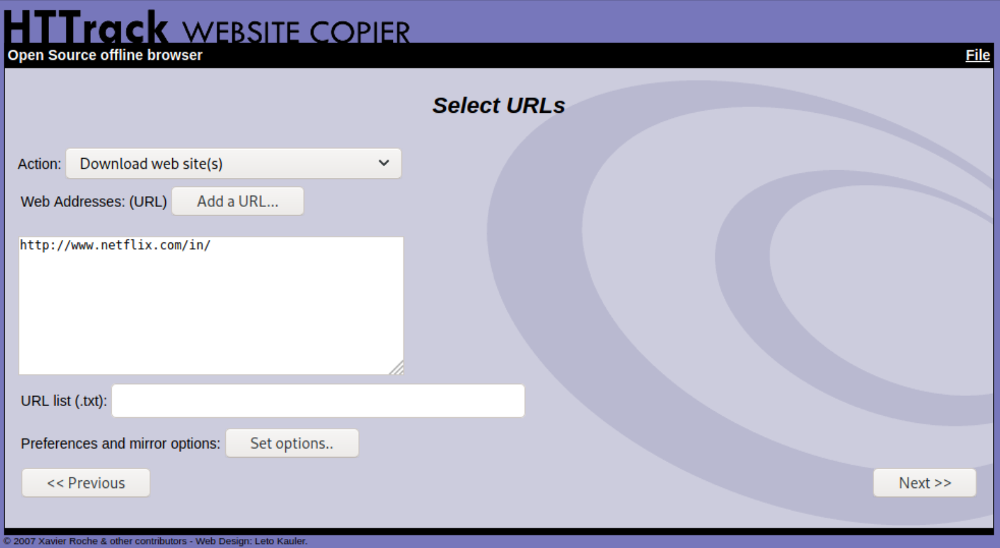 HTTrack WEBSITE COPIER
Open Source offline browser File
Select URLs
Action: Download web site(s)
Web Addresses: (URL) Add a URL...
http://www.netflix.com/in/
URL list (.txt):
Preferences and mirror options: Set options..
<< Previous Next >>
© 2007 Xavier Roche & other contributors - Web Design: Leto Kauler.